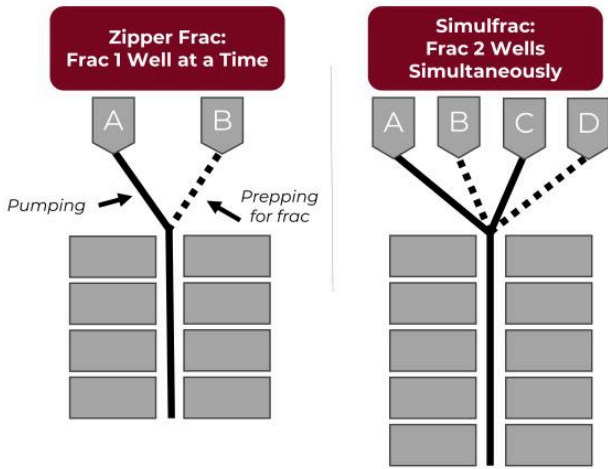 Zipper Frac:
Frac 1 Well at a Time
Simulfrac:
Frac 2 Wells
Simultaneously
A
B
A
B
C
D
Pumping
Prepping
for frac